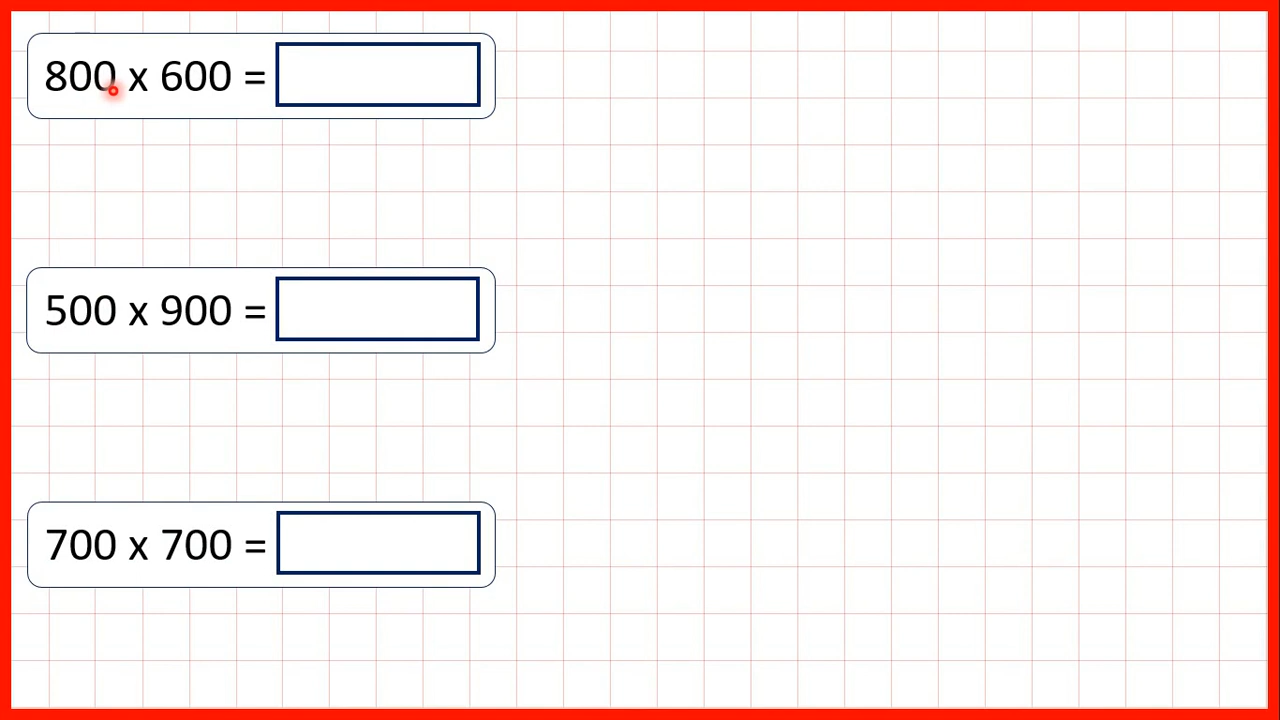 800 x 600 =
500 x 900 =
700 x 700 =